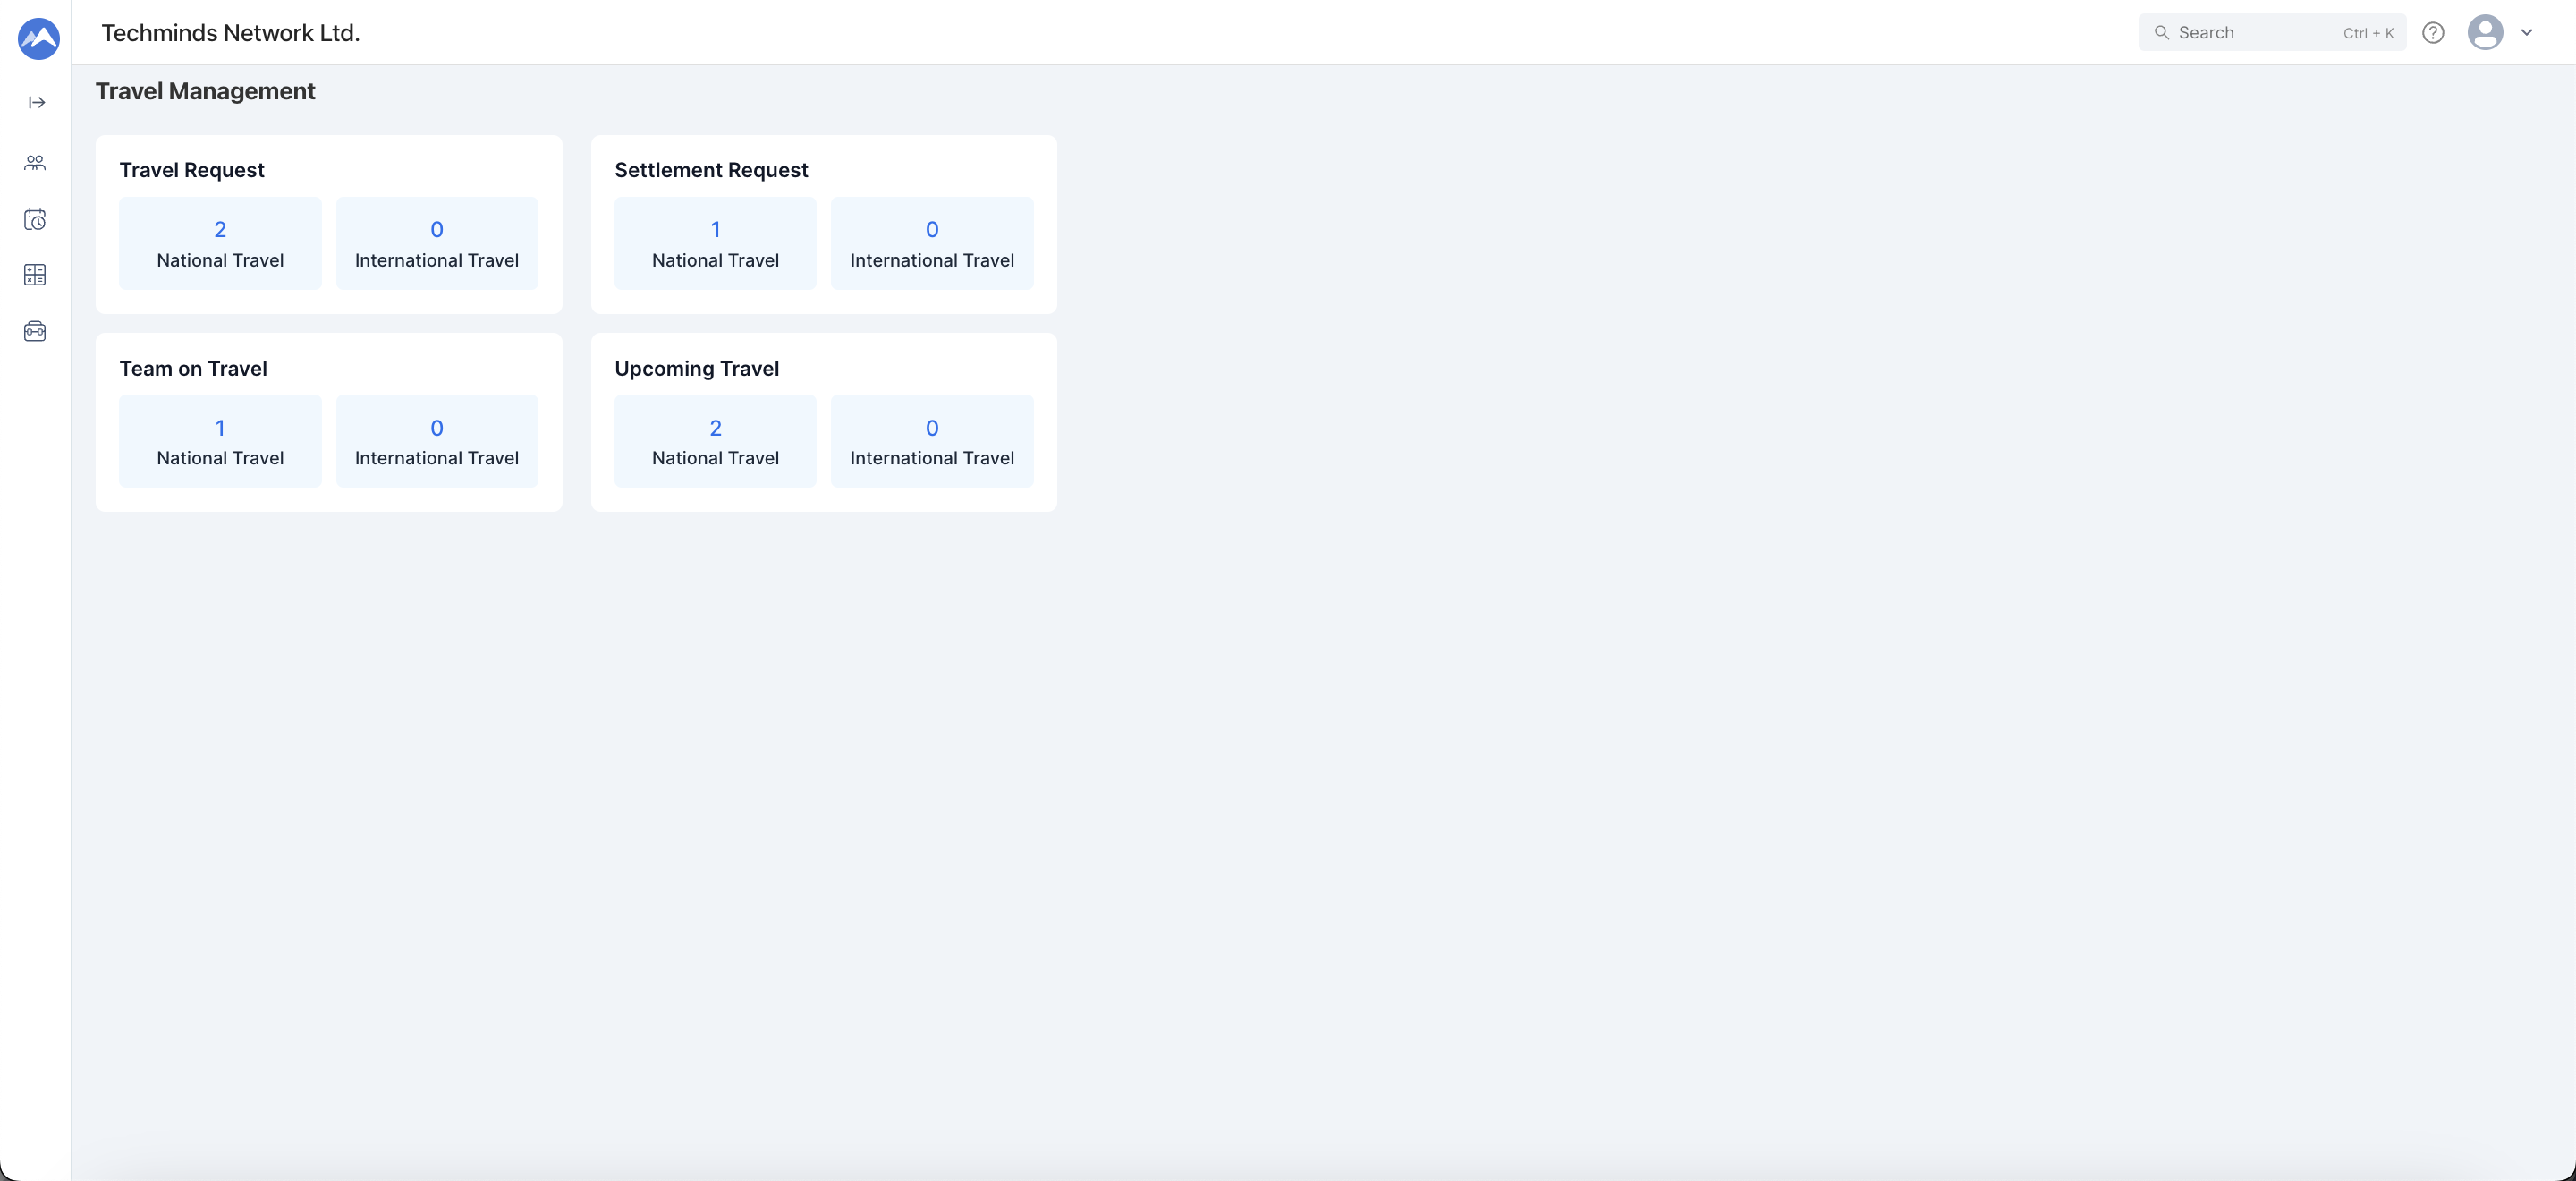 Techminds Network Ltd.
Search Ctrl + K
Travel Management
Travel Request
2
National Travel
0
International Travel
Settlement Request
1
National Travel
0
International Travel
Team on Travel
1
National Travel
0
International Travel
Upcoming Travel
2
National Travel
0
International Travel